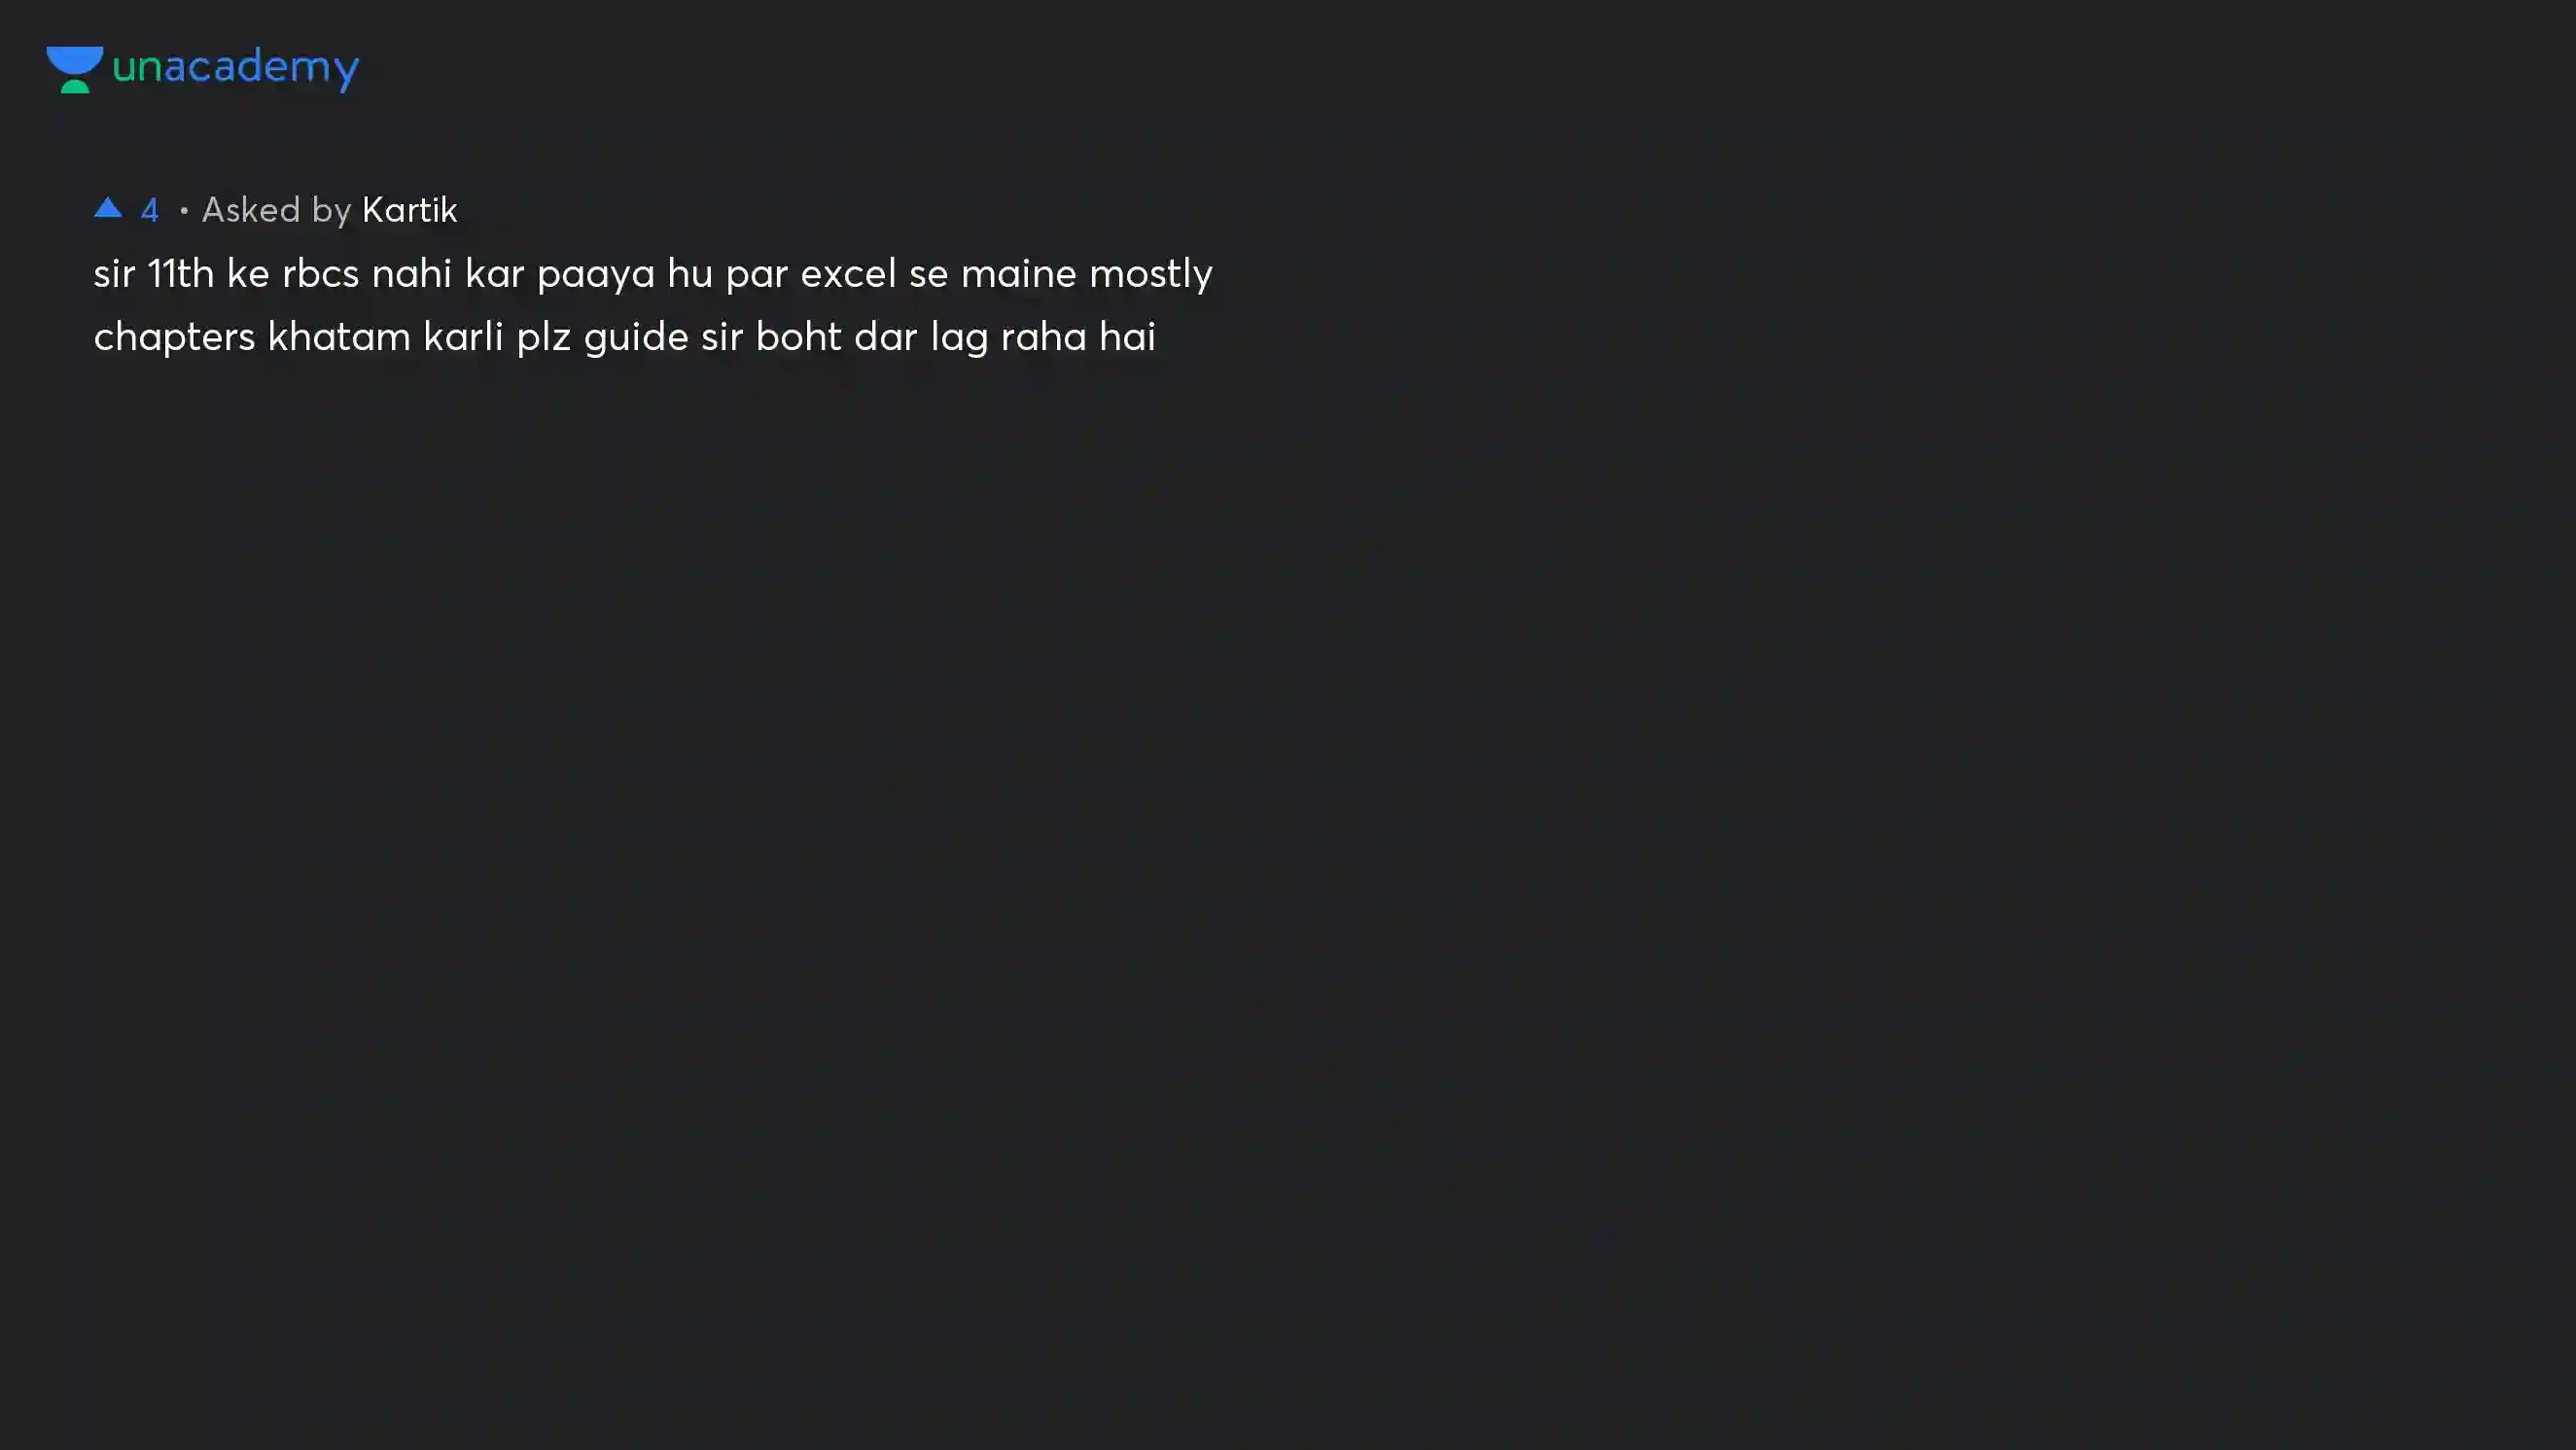 unacademy
▲ 4 • Asked by Kartik
sir 11th ke rbcs nahi kar paaya hu par excel se maine mostly
chapters khatam karli plz guide sir boht dar lag raha hai